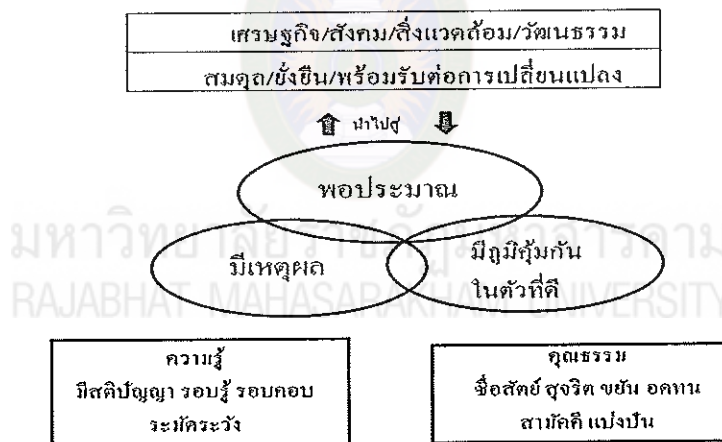 เศรษฐกิจ/สังคม/สิ่งแวดล้อม/วัฒนธรรม
สมดุล/ยั่งยืน/พร้อมรับต่อการเปลี่ยนแปลง
นำไปสู่
พอประมาณ
มีเหตุผล
มีภูมิคุ้มกัน
ในตัวที่ดี
มหาวิทยาลัยราชภัฏมหาสารคาม
RAJABHAT MAHASARAKHAM UNIVERSITY
ความรู้
มีสติปัญญา รอบรู้ รอบคอบ
ระมัดระวัง
คุณธรรม
ซื่อสัตย์ สุจริต ขยัน อดทน
สามัคคี แบ่งปัน